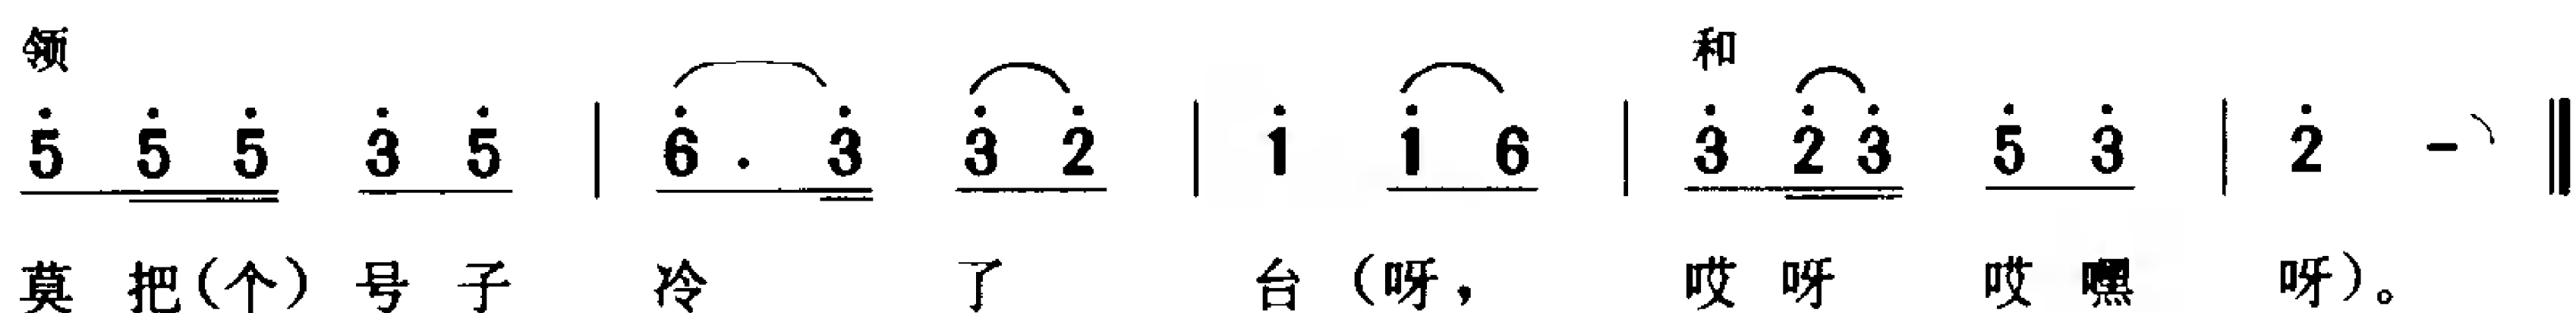 领 和
5̇ 5̇ 5̇ 3̇ 5̇ | 6̇ · 3̇ 3̇ 2̇ | 1̇ 1̇ 6 | 3̇ 2̇ 3̇ 5̇ 3̇ | 2̇ - ‖
莫 把(个) 号 子 冷 了 台 (呀, 哎 呀 哎 嘿 呀)。